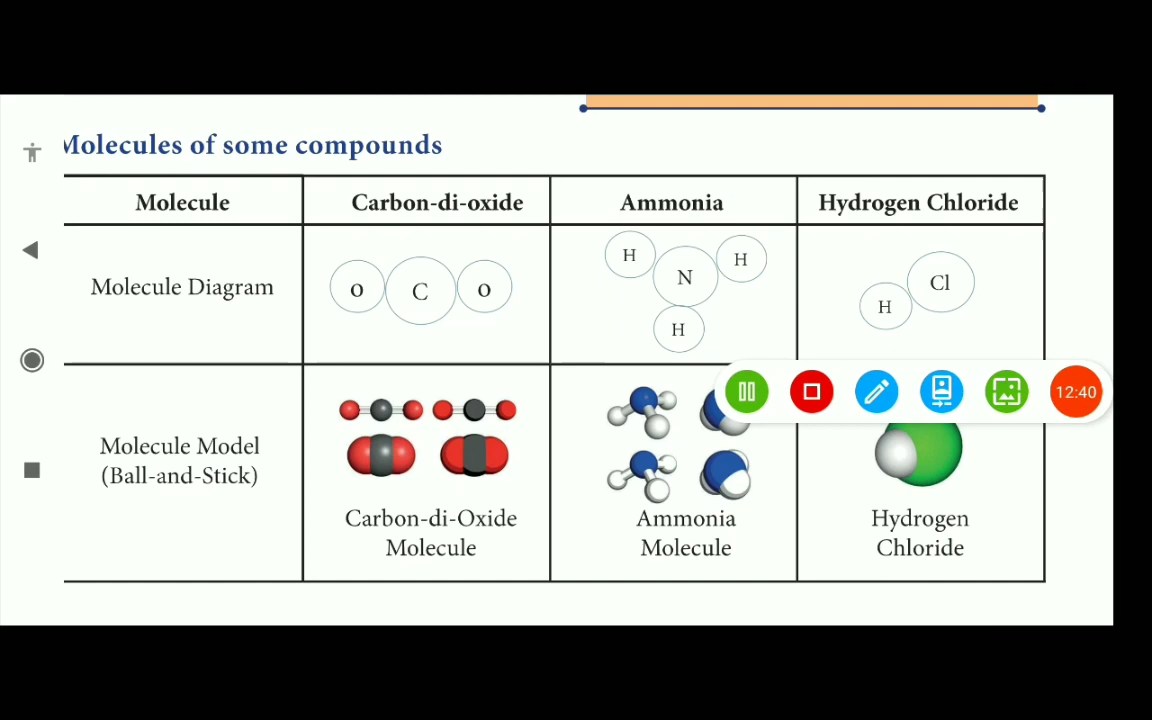 Molecules of some compounds
Molecule
Carbon-di-oxide
Ammonia
Hydrogen Chloride
Molecule Diagram
o C o
H H
N
H
Cl
H
Molecule Model
(Ball-and-Stick)
Carbon-di-Oxide
Molecule
Ammonia
Molecule
Hydrogen
Chloride
12:40